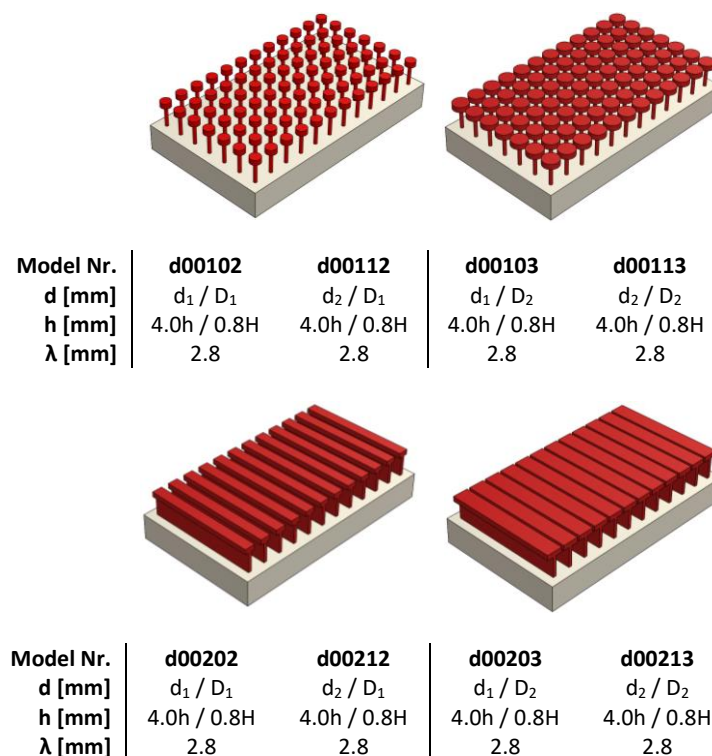 Model Nr. d00102 d00112 d00103 d00113
d [mm] d₁ / D₁ d₂ / D₁ d₁ / D₂ d₂ / D₂
h [mm] 4.0h / 0.8H 4.0h / 0.8H 4.0h / 0.8H 4.0h / 0.8H
λ [mm] 2.8 2.8 2.8 2.8
Model Nr. d00202 d00212 d00203 d00213
d [mm] d₁ / D₁ d₂ / D₁ d₁ / D₂ d₂ / D₂
h [mm] 4.0h / 0.8H 4.0h / 0.8H 4.0h / 0.8H 4.0h / 0.8H
λ [mm] 2.8 2.8 2.8 2.8